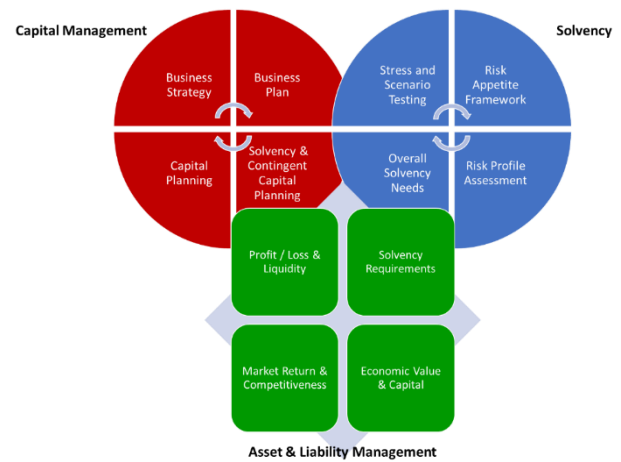 Capital Management
Solvency
Business
Strategy
Business
Plan
Stress and
Scenario
Testing
Risk
Appetite
Framework
Capital
Planning
Solvency &
Contingent
Capital
Planning
Overall
Solvency
Needs
Risk Profile
Assessment
Profit / Loss &
Liquidity
Solvency
Requirements
Market Return &
Competitiveness
Economic Value
& Capital
Asset & Liability Management